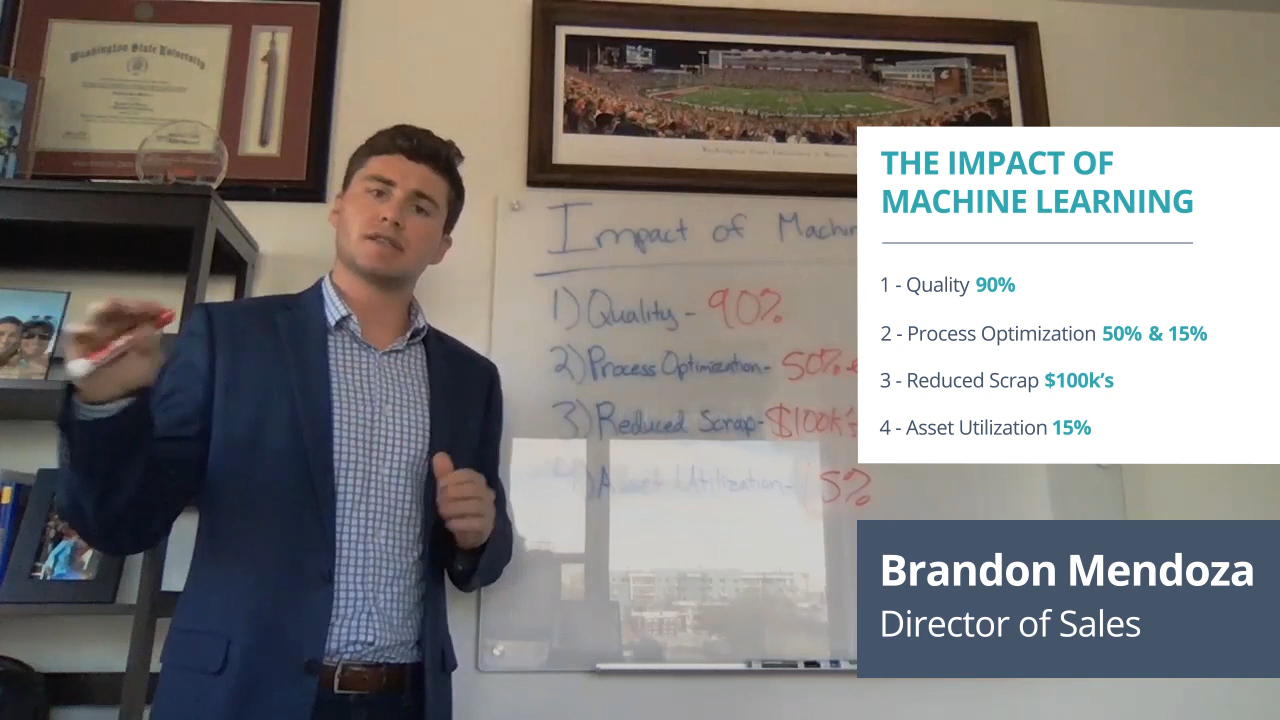 Washington State University
Impact of Machin
1) Quality - 90%
2) Process Optimization - 50% &
3) Reduced Scrap - $100k's
4) Asset Utilization - 15%
THE IMPACT OF
MACHINE LEARNING
1 - Quality 90%
2 - Process Optimization 50% & 15%
3 - Reduced Scrap $100k’s
4 - Asset Utilization 15%
Brandon Mendoza
Director of Sales